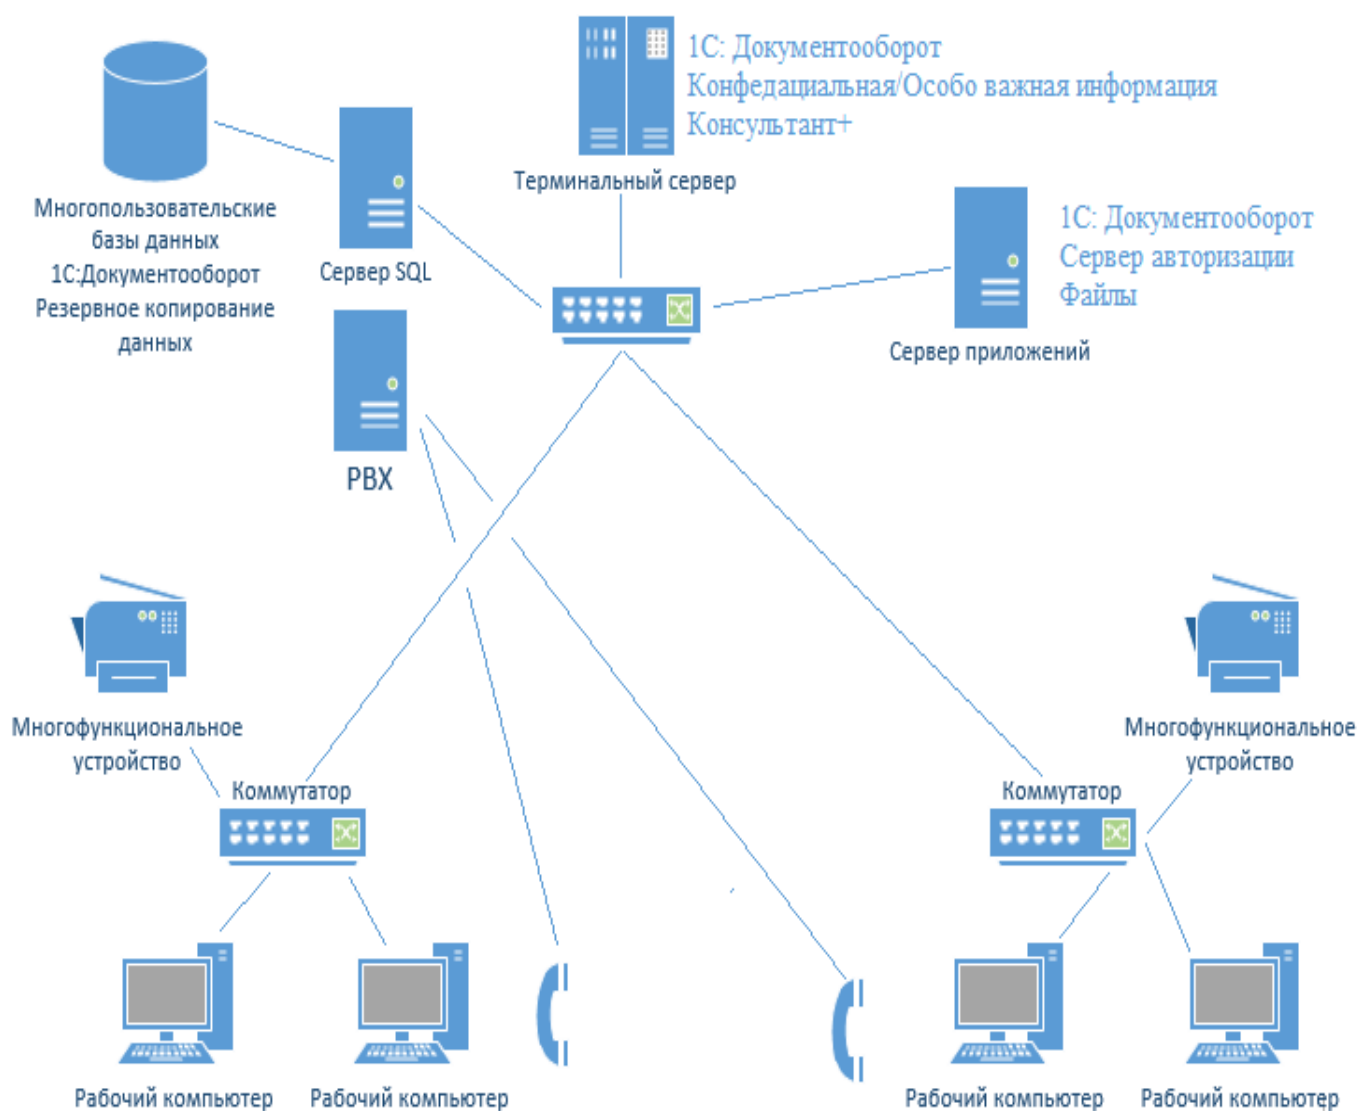 1С: Документооборот
Конфедациальная/Особо важная информация
Консультант+
Терминальный сервер
Многопользовательские
базы данных
1С:Документооборот
Резервное копирование
данных
Сервер SQL
1С: Документооборот
Сервер авторизации
Файлы
Сервер приложений
PBX
Многофункциональное
устройство
Многофункциональное
устройство
Коммутатор
Коммутатор
Рабочий компьютер
Рабочий компьютер
Рабочий компьютер
Рабочий компьютер